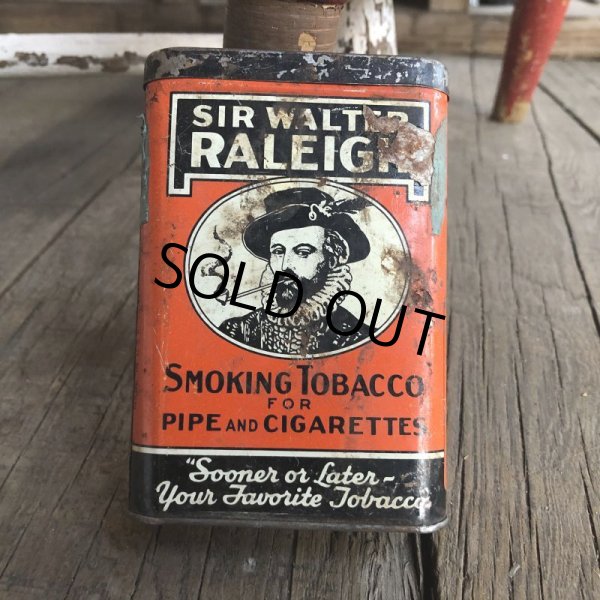 SIR WALTER
RALEIGH
SOLD OUT
SMOKING TOBACCO
FOR
PIPE AND CIGARETTES
"Sooner or Later-
Your Favorite Tobacco